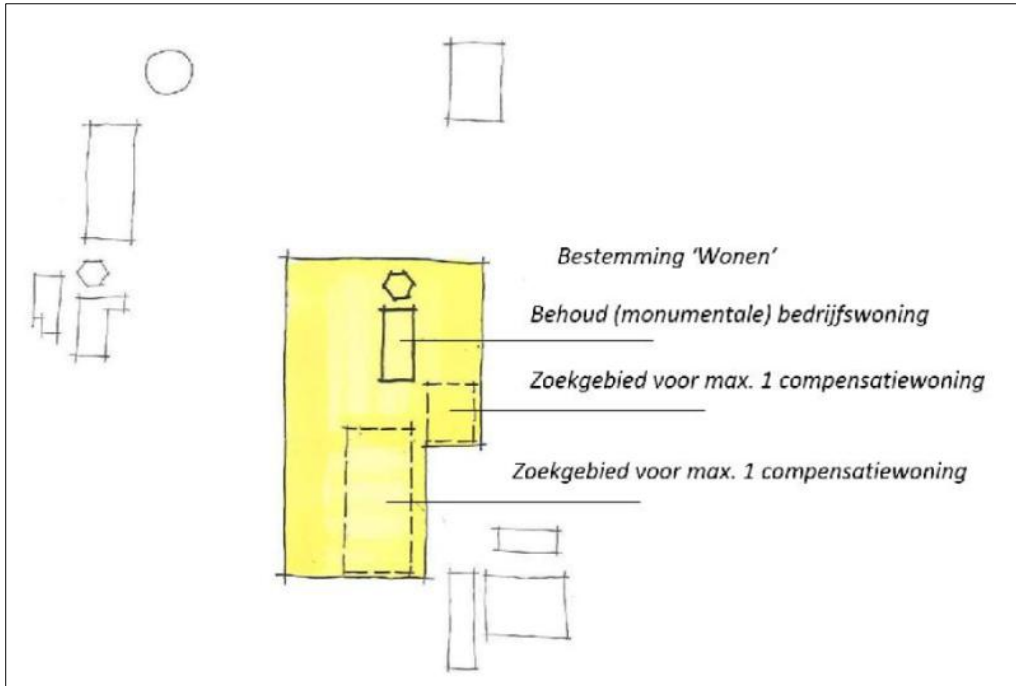 Bestemming 'Wonen'
Behoud (monumentale) bedrijfswoning
Zoekgebied voor max. 1 compensatiewoning
Zoekgebied voor max. 1 compensatiewoning